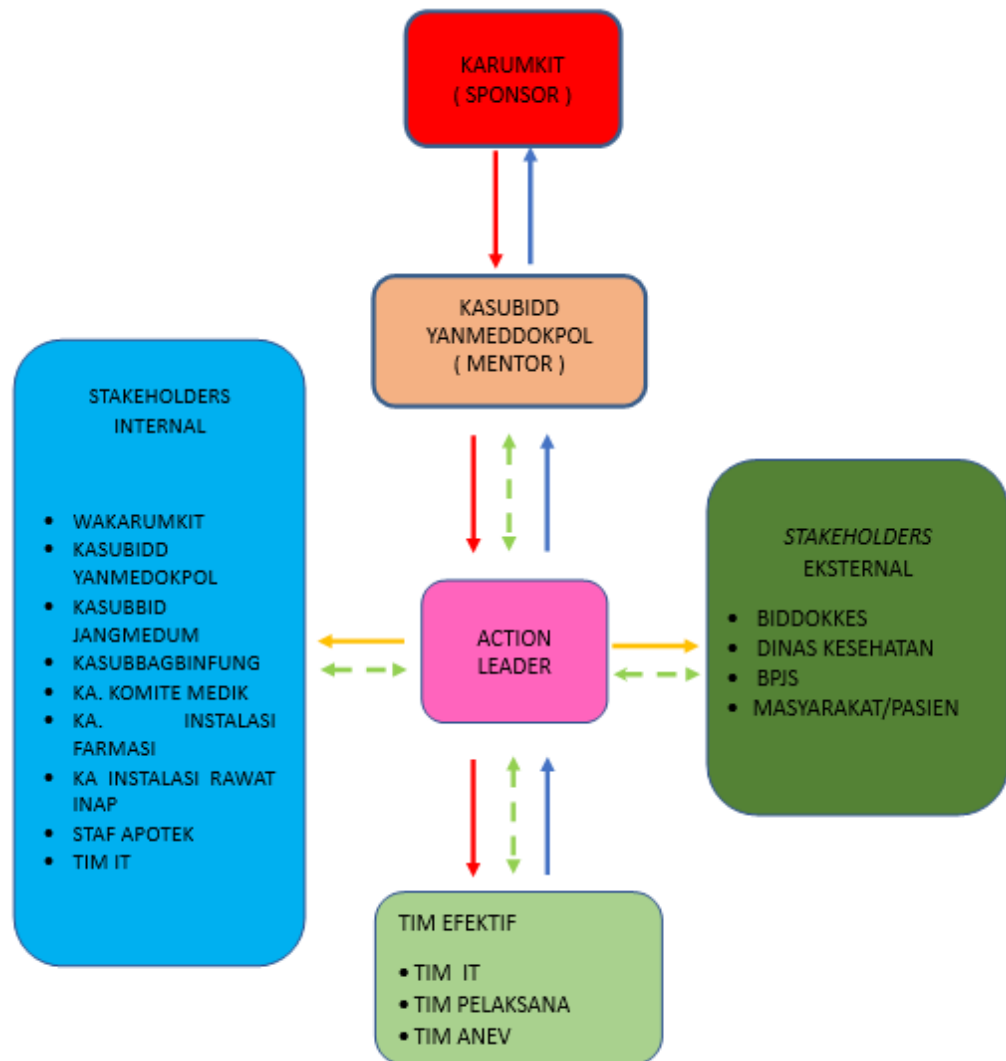 KARUMKIT
( SPONSOR )
KASUBIDD
YANMEDDOKPOL
( MENTOR )
STAKEHOLDERS
INTERNAL
• WAKARUMKIT
• KASUBIDD
YANMEDOKPOL
• KASUBBID
JANGMEDUM
• KASUBBAGBINFUNG
• KA. KOMITE MEDIK
• KA. INSTALASI
FARMASI
• KA INSTALASI RAWAT
INAP
• STAF APOTEK
• TIM IT
ACTION
LEADER
STAKEHOLDERS
EKSTERNAL
• BIDDOKKES
• DINAS KESEHATAN
• BPJS
• MASYARAKAT/PASIEN
TIM EFEKTIF
• TIM IT
• TIM PELAKSANA
• TIM ANEV